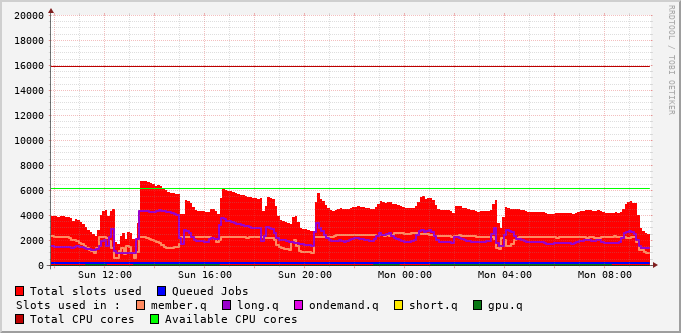 20000
18000
16000
14000
12000
10000
8000
6000
4000
2000
0
Sun 12:00 Sun 16:00 Sun 20:00 Mon 00:00 Mon 04:00 Mon 08:00
RRDTOOL / TOBI OETIKER
Total slots used Queued Jobs
Slots used in : member.q long.q ondemand.q short.q gpu.q
Total CPU cores Available CPU cores